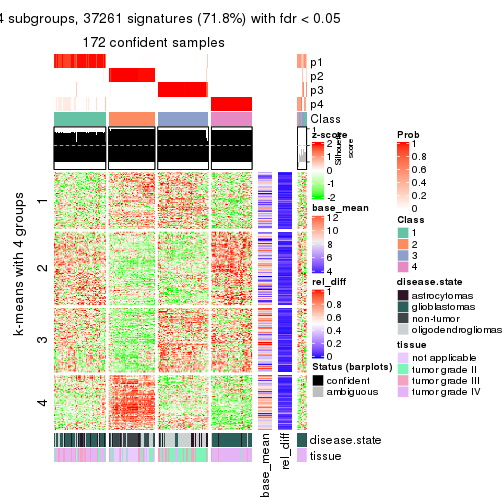 4 subgroups, 37261 signatures (71.8%) with fdr < 0.05
172 confident samples
p1
p2
p3
p4
Class
z-score
2
1
0
-1
-2
Silhouette
score
1
Prob
1
0.8
0.6
0.4
0.2
0
base_mean
12
10
8
6
4
Class
1
2
3
4
rel_diff
1
0.8
0.6
0.4
0.2
0
disease.state
astrocytomas
glioblastomas
non-tumor
oligodendrogliomas
tissue
not applicable
tumor grade II
tumor grade III
tumor grade IV
Status (barplots)
confident
ambiguous
k-means with 4 groups
1
2
3
4
disease.state
tissue
base_mean
rel_diff